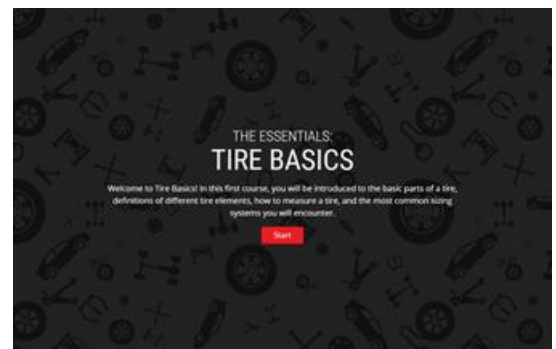 THE ESSENTIALS:
TIRE BASICS
Welcome to Tire Basics! In this first course, you will be introduced to the basic parts of a tire,
definitions of different tire elements, how to measure a tire, and the most common sizing
systems you will encounter.
Start